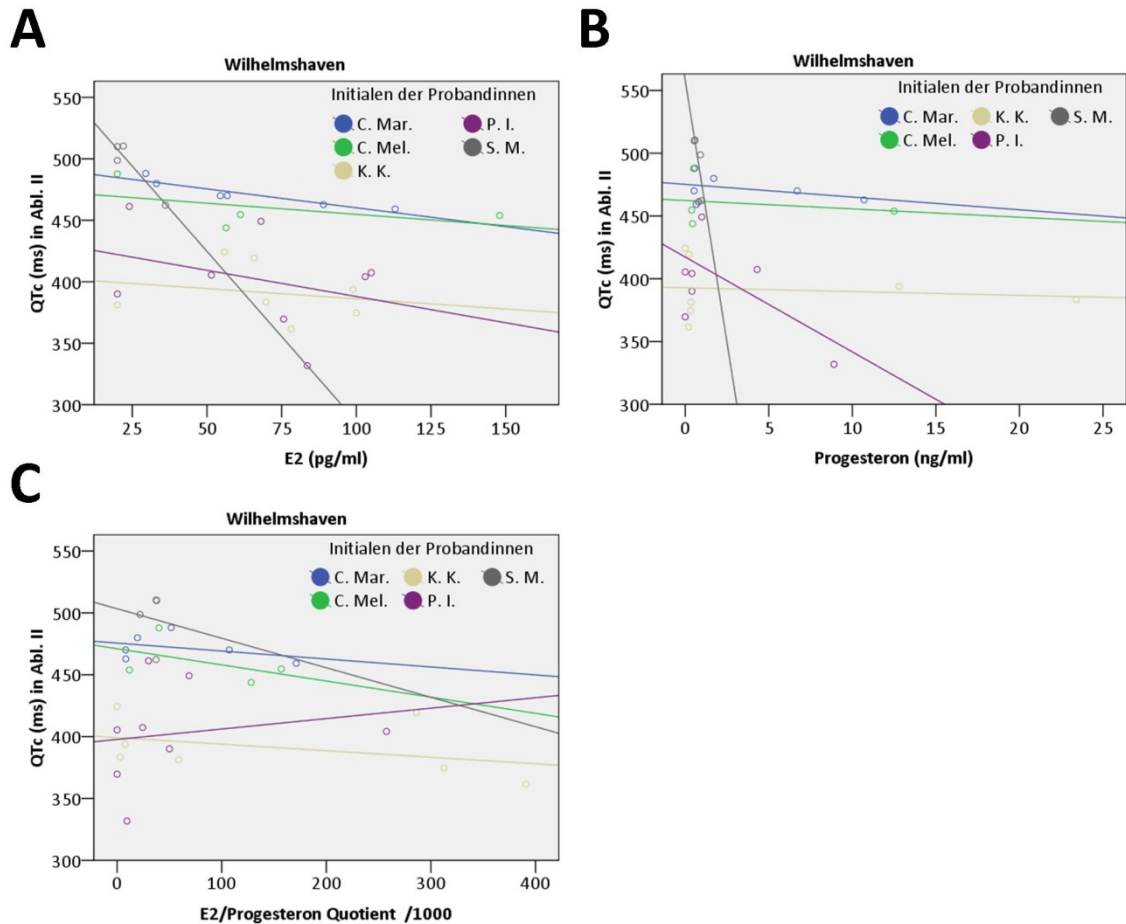 A
Wilhelmshaven
Initialen der Probandinnen
C. Mar. P. I.
C. Mel. S. M.
K. K.
QTc (ms) in Abl. II
550
500
450
400
350
300
25 50 75 100 125 150
E2 (pg/ml)
B
Wilhelmshaven
Initialen der Probandinnen
C. Mar. K. K. S. M.
C. Mel. P. I.
QTc (ms) in Abl. II
550
500
450
400
350
300
0 5 10 15 20 25
Progesteron (ng/ml)
C
Wilhelmshaven
Initialen der Probandinnen
C. Mar. K. K. S. M.
C. Mel. P. I.
QTc (ms) in Abl. II
550
500
450
400
350
300
0 100 200 300 400
E2/Progesteron Quotient /1000